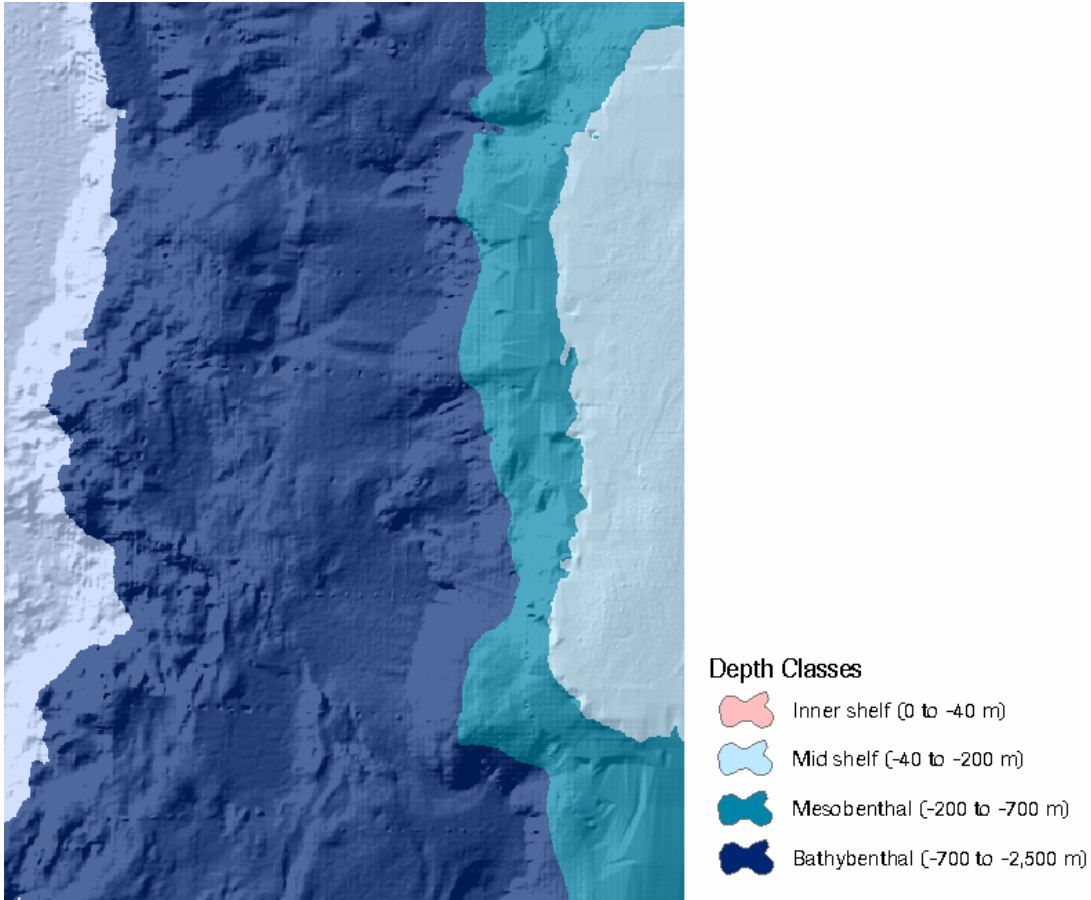 Depth Classes
Inner shelf (0 to -40 m)
Mid shelf (-40 to -200 m)
Mesobenthal (-200 to -700 m)
Bathybenthal (-700 to -2,500 m)